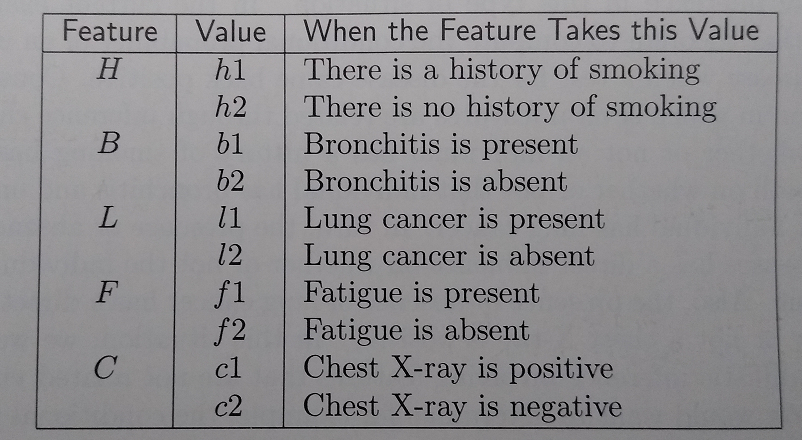 Feature Value When the Feature Takes this Value
H h1 There is a history of smoking
h2 There is no history of smoking
B b1 Bronchitis is present
b2 Bronchitis is absent
L l1 Lung cancer is present
l2 Lung cancer is absent
F f1 Fatigue is present
f2 Fatigue is absent
C c1 Chest X-ray is positive
c2 Chest X-ray is negative